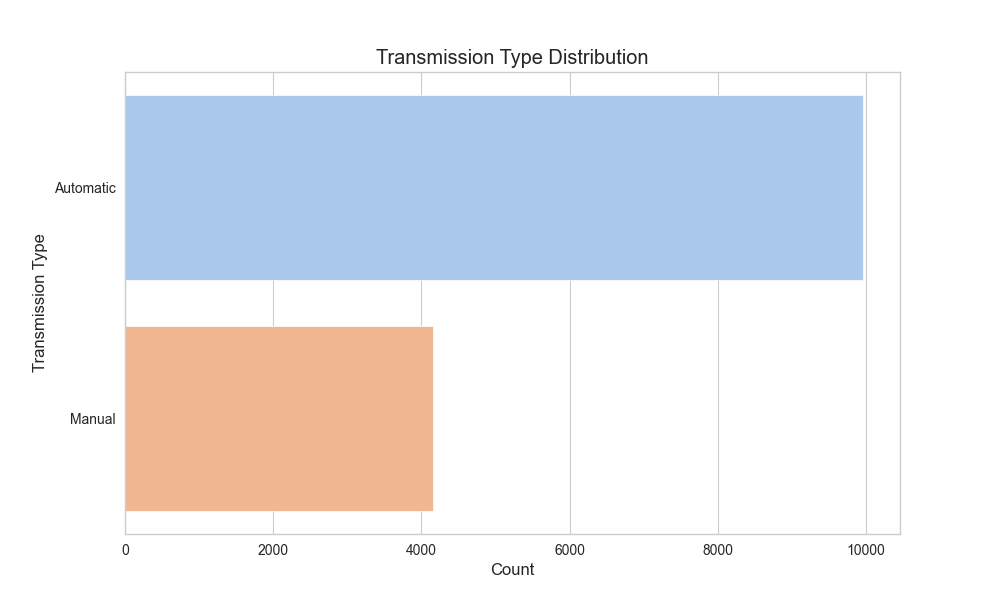 Transmission Type Distribution
Transmission Type
Automatic
Manual
0 2000 4000 6000 8000 10000
Count